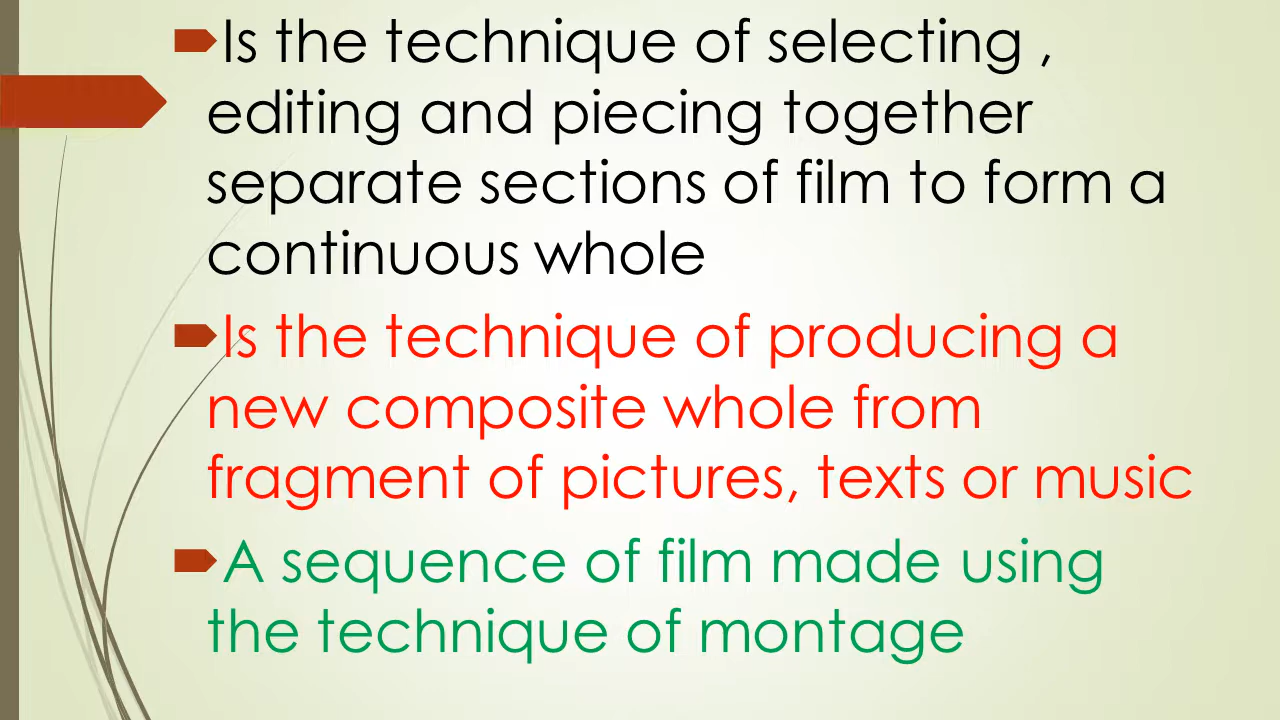 Is the technique of selecting ,
editing and piecing together
separate sections of film to form a
continuous whole
Is the technique of producing a
new composite whole from
fragment of pictures, texts or music
A sequence of film made using
the technique of montage